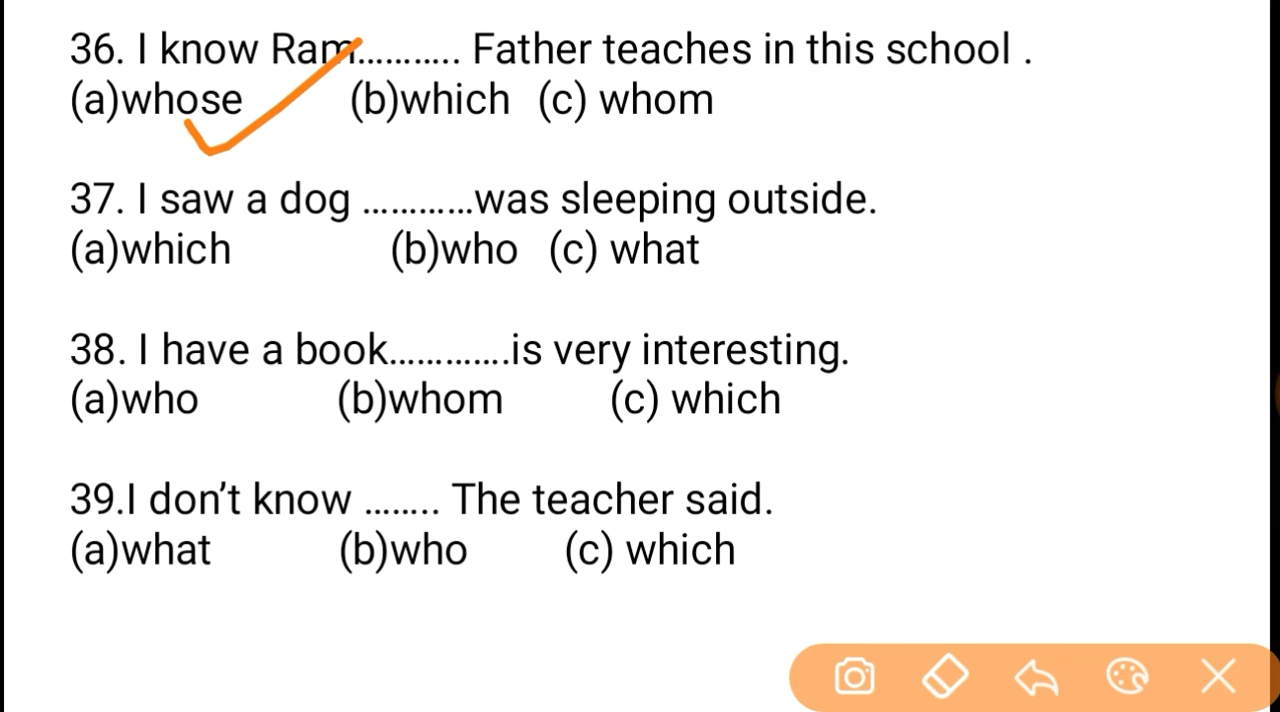 36. I know Ram........... Father teaches in this school .
(a)whose (b)which (c) whom
37. I saw a dog ............was sleeping outside.
(a)which (b)who (c) what
38. I have a book.............is very interesting.
(a)who (b)whom (c) which
39.I don't know ........ The teacher said.
(a)what (b)who (c) which